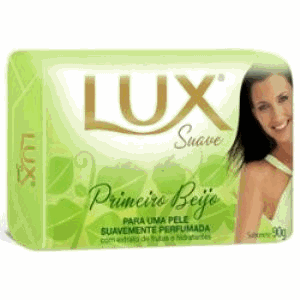 LUX
LUX
Suave
Primeiro Beijo
PARA UMA PELE
SUAVEMENTE PERFUMADA
com extrato de frutas e hidratantes
Sabonete 90g